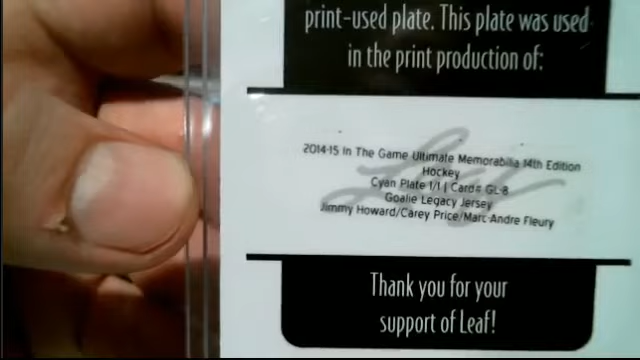 print-used plate. This plate was used
in the print production of:
2014-15 In The Game Ultimate Memorabilia 14th Edition
Hockey
Cyan Plate 1/1 | Card# GL-8
Goalie Legacy Jersey
Jimmy Howard/Carey Price/Marc-Andre Fleury
Leaf
Thank you for your
support of Leaf!